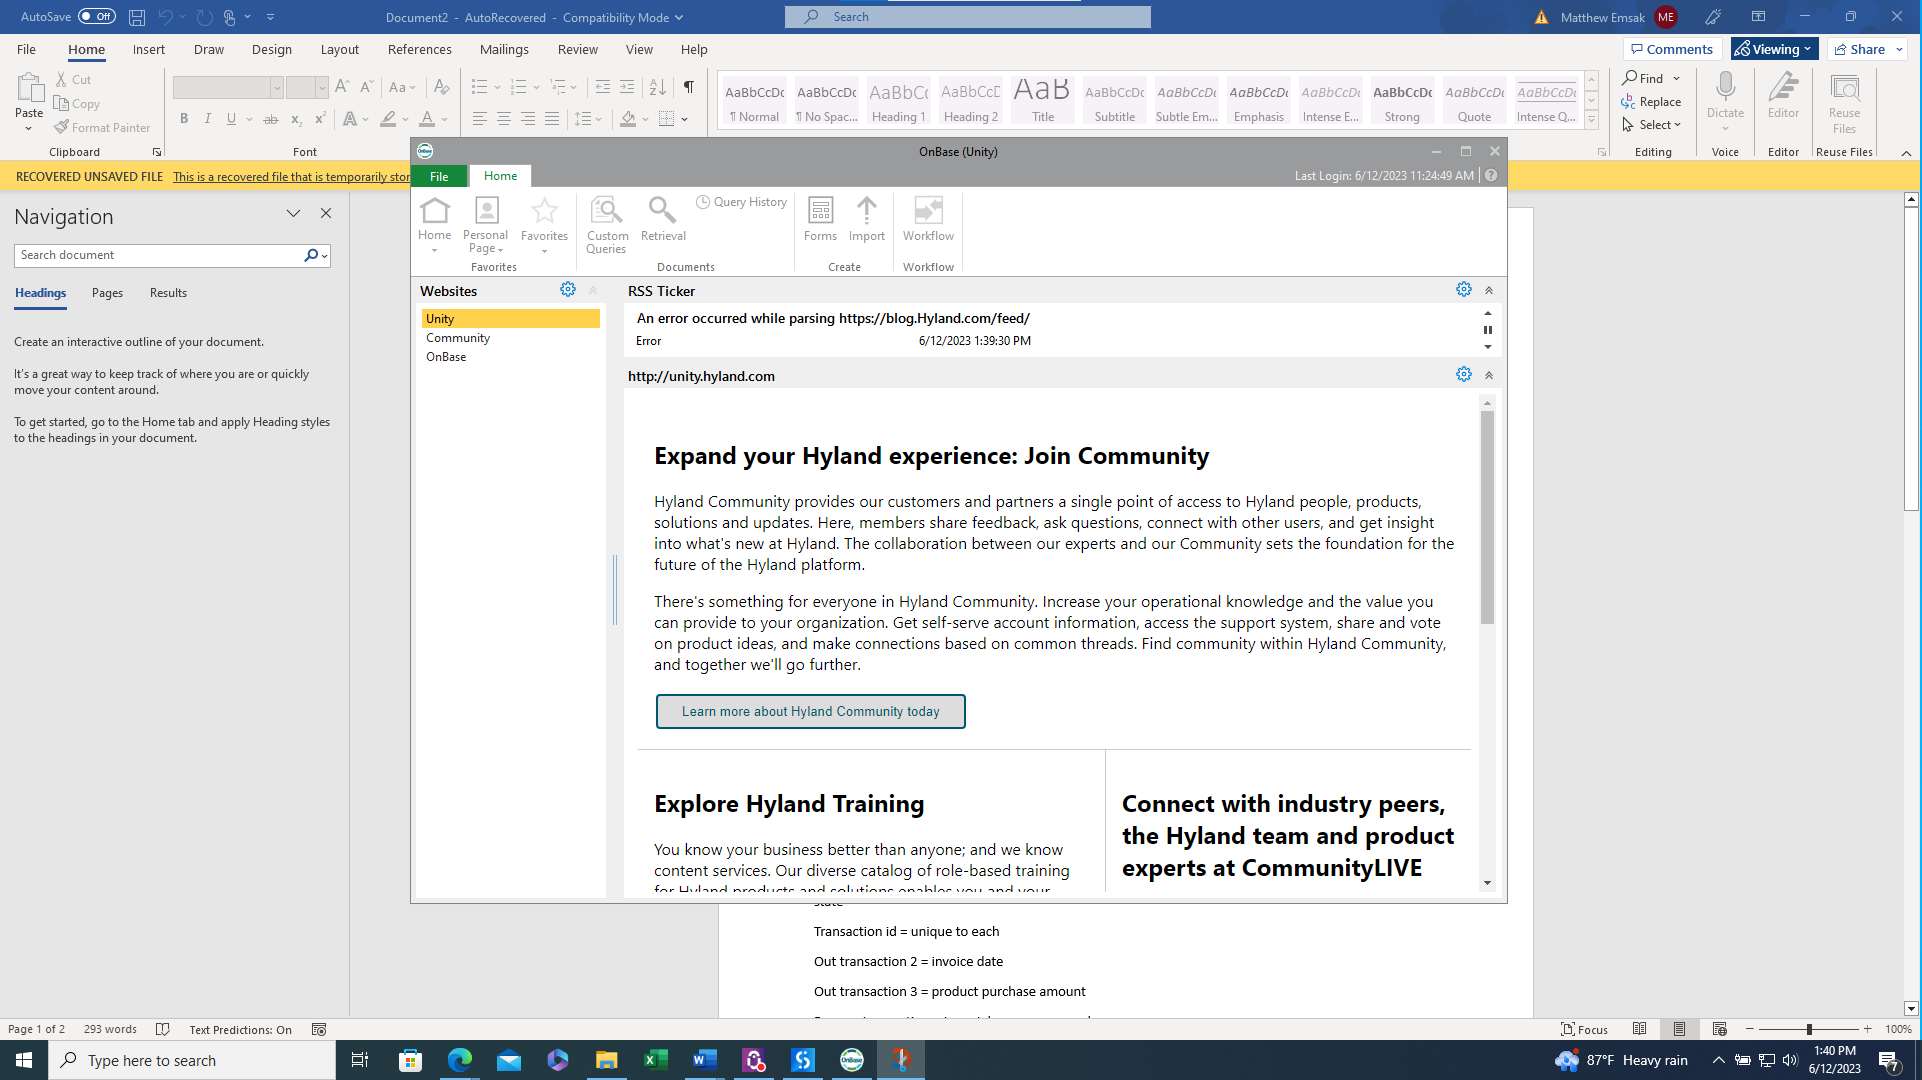 AutoSave Off Document2 - AutoRecovered - Compatibility Mode Search Matthew Emsak ME
File Home Insert Draw Design Layout References Mailings Review View Help Comments Viewing Share
Paste
Cut
Copy
Format Painter
Clipboard
Aa
B I U ab x₂ x² A A
Font
¶
AaBbCcDc
¶ Normal
AaBbCcDc
¶ No Spac...
AaBbCc
Heading 1
AaBbCcD
Heading 2
AaB
Title
AaBbCcDc
Subtitle
AaBbCcDc
Subtle Em...
AaBbCcDc
Emphasis
AaBbCcDc
Intense E...
AaBbCcDc
Strong
AaBbCcDc
Quote
AaBbCcDc
Intense Q...
Find
Replace
Select
Editing
Dictate
Voice
Editor
Editor
Reuse
Files
Reuse Files
RECOVERED UNSAVED FILE This is a recovered file that is temporarily stor
Navigation
Search document
Headings Pages Results
Create an interactive outline of your document.
It's a great way to keep track of where you are or quickly
move your content around.
To get started, go to the Home tab and apply Heading styles
to the headings in your document.
OnBase (Unity)
File Home Last Login: 6/12/2023 11:24:49 AM
Home
Personal
Page
Favorites
Favorites
Custom
Queries
Retrieval
Query History
Documents
Forms
Import
Create
Workflow
Workflow
Websites
Unity
Community
OnBase
RSS Ticker
An error occurred while parsing https://blog.Hyland.com/feed/
Error 6/12/2023 1:39:30 PM
http://unity.hyland.com
Expand your Hyland experience: Join Community
Hyland Community provides our customers and partners a single point of access to Hyland people, products,
solutions and updates. Here, members share feedback, ask questions, connect with other users, and get insight
into what's new at Hyland. The collaboration between our experts and our Community sets the foundation for the
future of the Hyland platform.
There's something for everyone in Hyland Community. Increase your operational knowledge and the value you
can provide to your organization. Get self-serve account information, access the support system, share and vote
on product ideas, and make connections based on common threads. Find community within Hyland Community,
and together we'll go further.
Learn more about Hyland Community today
Explore Hyland Training
You know your business better than anyone; and we know
content services. Our diverse catalog of role-based training
for Hyland products and solutions enables you and your
Connect with industry peers,
the Hyland team and product
experts at CommunityLIVE
state
Transaction id = unique to each
Out transaction 2 = invoice date
Out transaction 3 = product purchase amount
Page 1 of 2 293 words Text Predictions: On Focus 100%
Type here to search 87°F Heavy rain 1:40 PM
6/12/2023
7